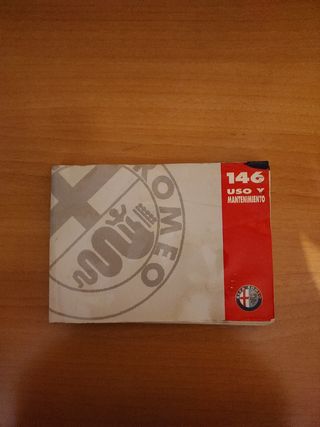 146
USO Y
MANTENIMIENTO
ROMEO